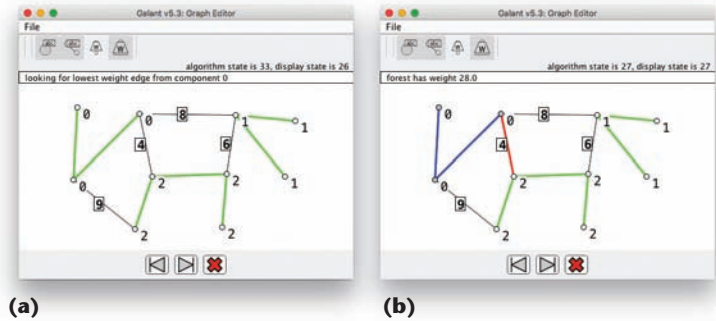 Galant v5.3: Graph Editor
File
algorithm state is 33, display state is 26
looking for lowest weight edge from component 0
0
0
8
1
1
4
6
0
2
2
1
9
2
2
(a)
Galant v5.3: Graph Editor
File
algorithm state is 27, display state is 27
forest has weight 28.0
0
0
8
1
1
4
6
0
2
2
1
9
2
2
(b)